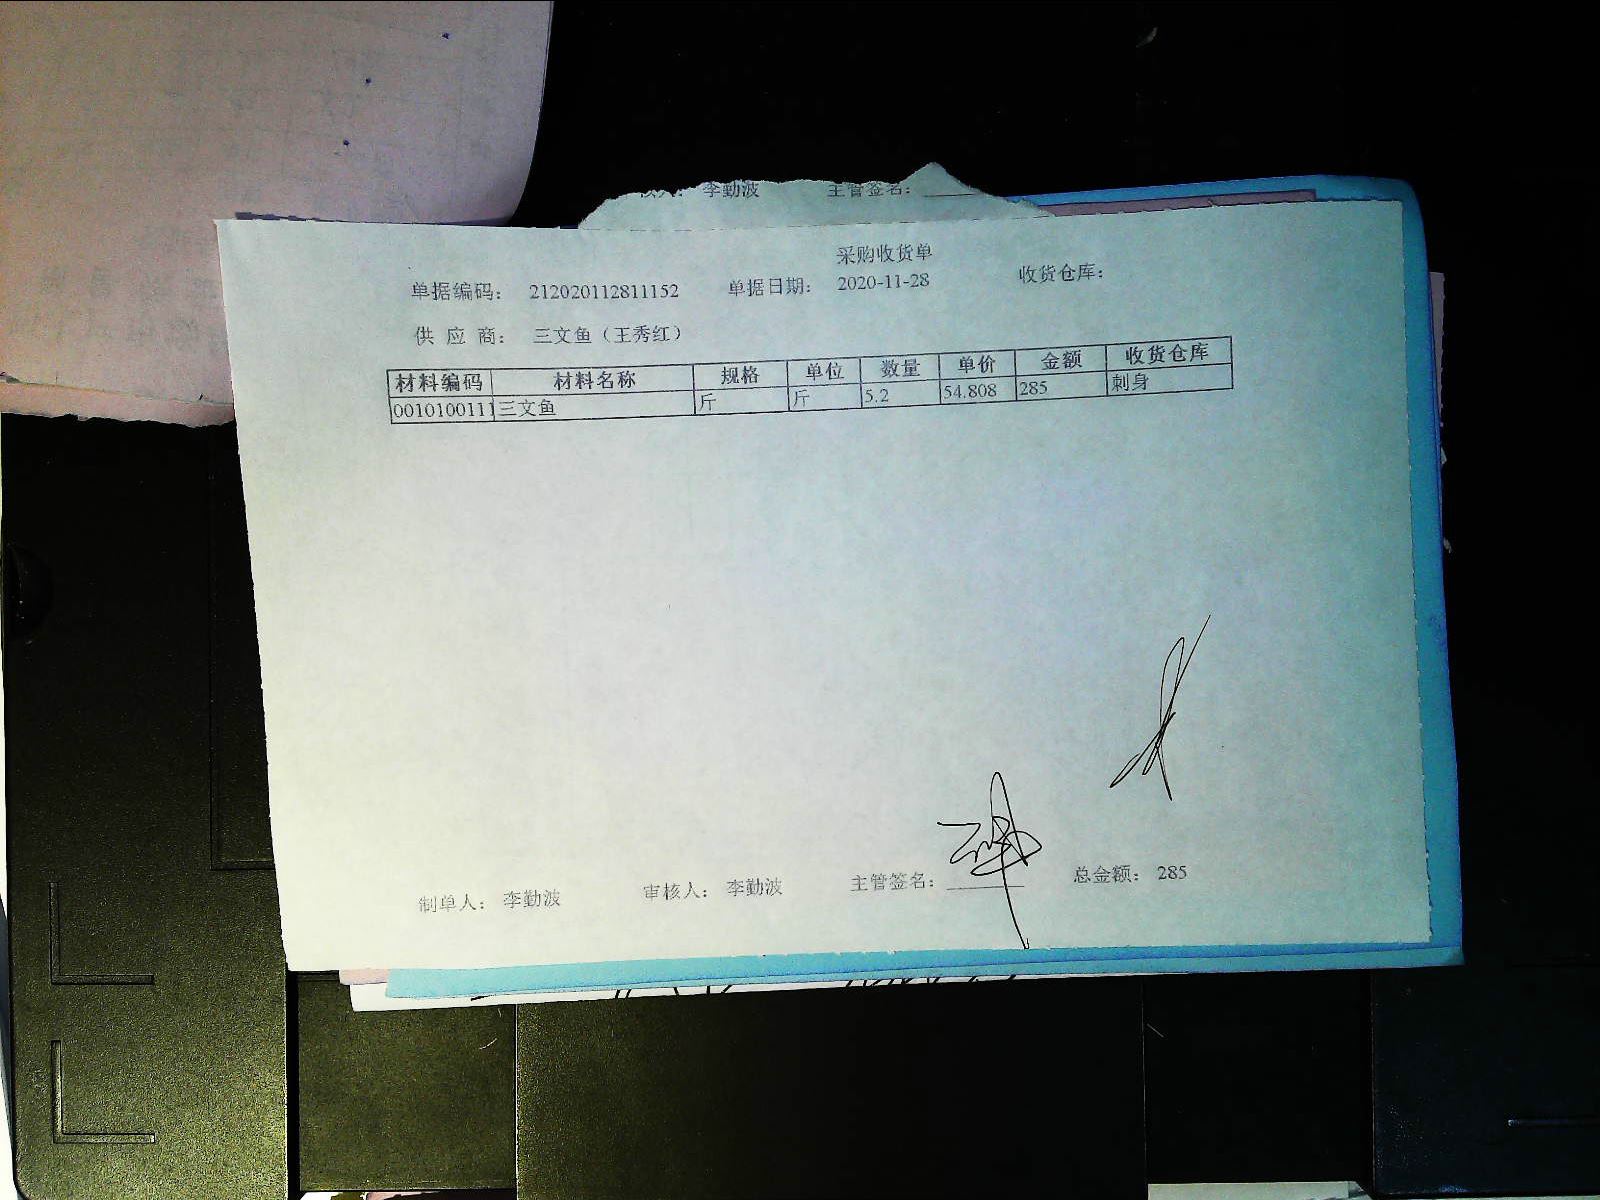 李勤波 主管签名：
采购收货单
单据编码： 212020112811152 单据日期： 2020-11-28 收货仓库：
供 应 商： 三文鱼（王秀红）
材料编码 材料名称 规格 单位 数量 单价 金额 收货仓库
0010100111 三文鱼 斤 斤 5.2 54.808 285 刺身
制单人： 李勤波 审核人： 李勤波 主管签名： 总金额： 285